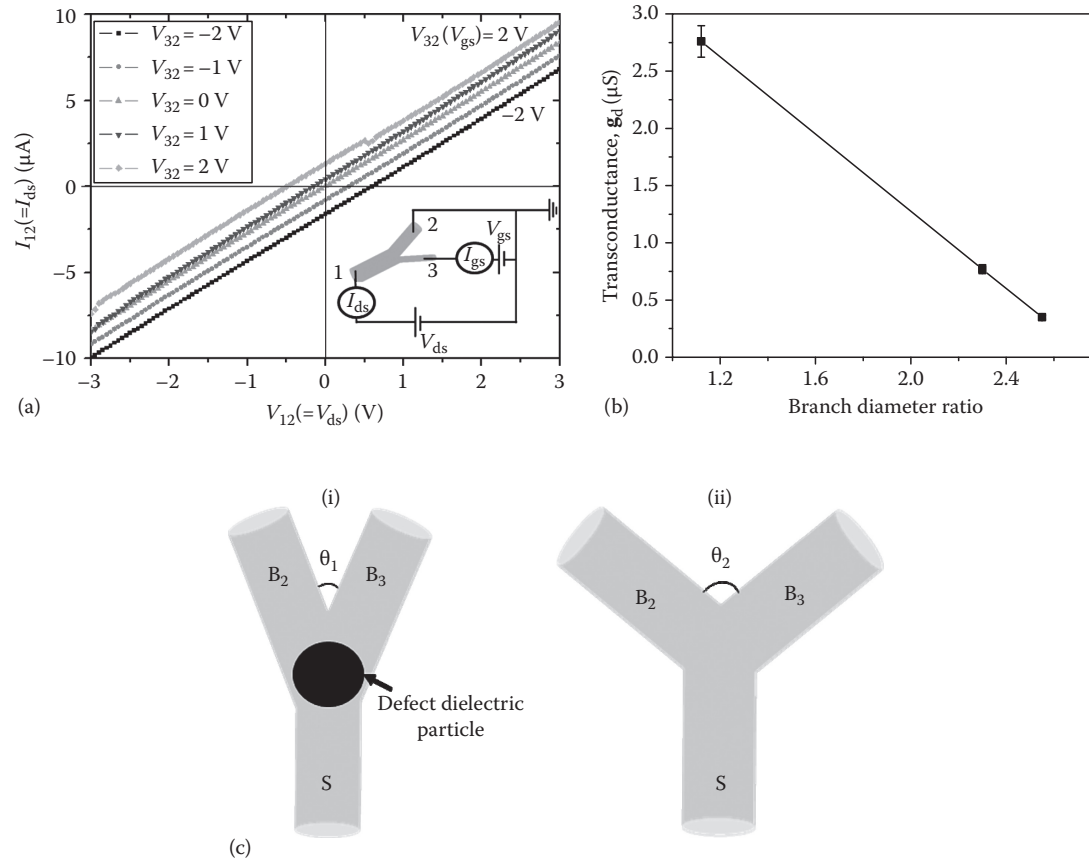 V32 = −2 V
V32 = −1 V
V32 = 0 V
V32 = 1 V
V32 = 2 V
V32 (Vgs) = 2 V
−2 V
10
5
0
−5
−10
I12(=Ids) (μA)
−3
−2
−1
0
1
2
3
V12(=Vds) (V)
1
2
3
Vgs
Igs
Ids
Vds
(a)
3.0
2.5
2.0
1.5
1.0
0.5
0.0
Transconductance, gd (μS)
1.2
1.6
2.0
2.4
Branch diameter ratio
(b)
(i)
θ1
B2
B3
Defect dielectric
particle
S
(ii)
θ2
B2
B3
S
(c)